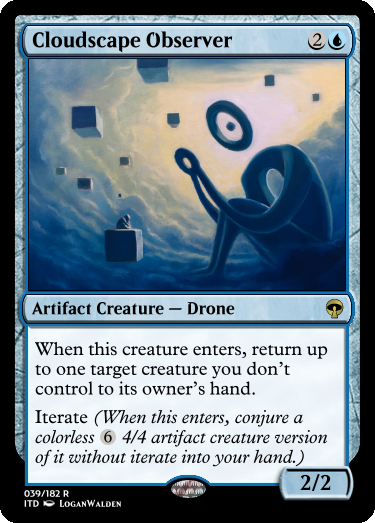 Cloudscape Observer 2
Artifact Creature — Drone
When this creature enters, return up
to one target creature you don't
control to its owner's hand.
Iterate (When this enters, conjure a
colorless 6 4/4 artifact creature version
of it without iterate into your hand.)
2/2
039/182 R
ITD LoganWalden